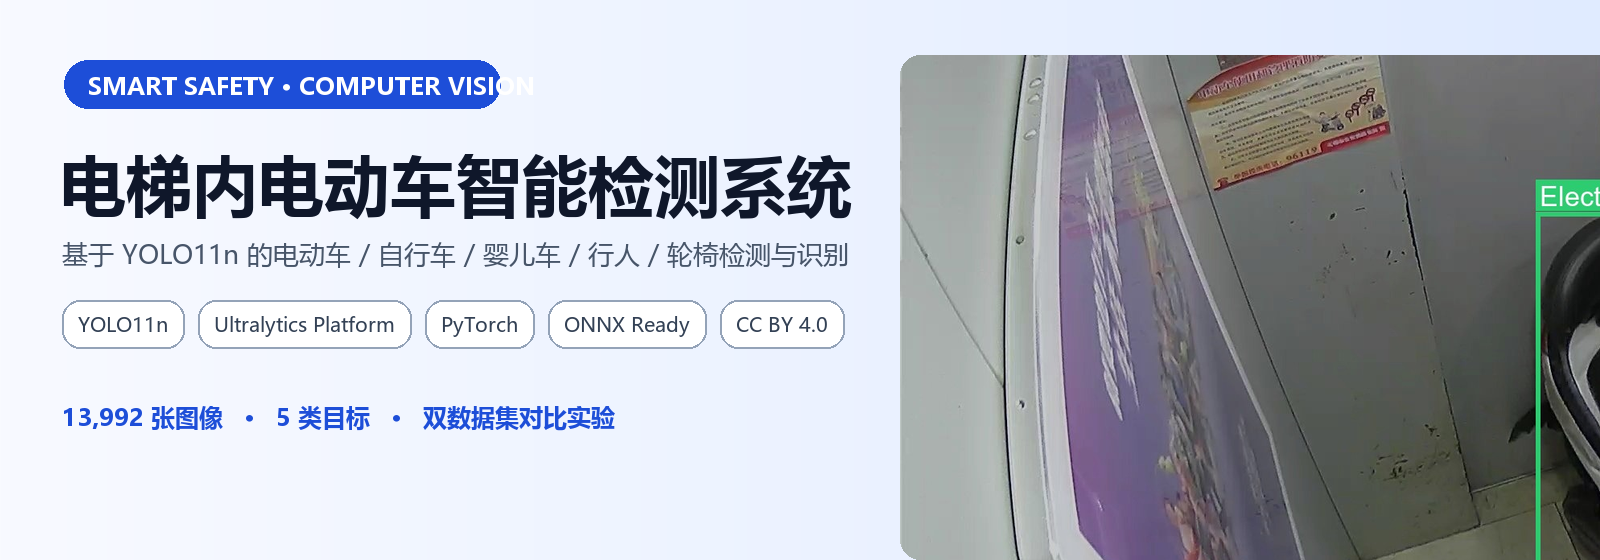 SMART SAFETY • COMPUTER VISION
电梯内电动车智能检测系统
基于 YOLO11n 的电动车 / 自行车 / 婴儿车 / 行人 / 轮椅检测与识别
YOLO11n
Ultralytics Platform
PyTorch
ONNX Ready
CC BY 4.0
13,992 张图像 • 5 类目标 • 双数据集对比实验
Elect
96119